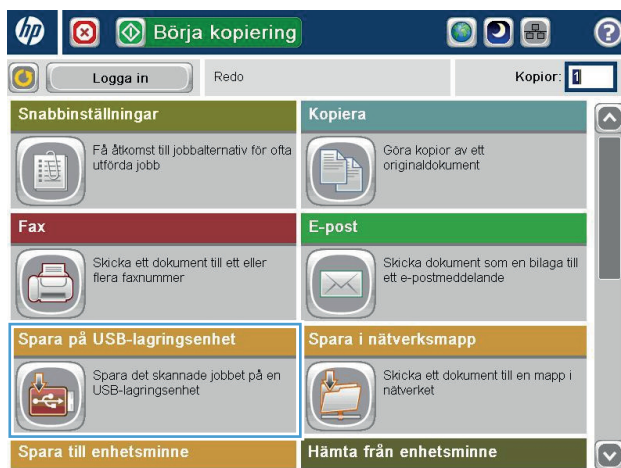 hp
Börja kopiering
?
Logga in
Redo
Kopior: 1
Snabbinställningar
Få åtkomst till jobbalternativ för ofta
utförda jobb
Kopiera
Göra kopior av ett
originaldokument
Fax
Skicka ett dokument till ett eller
flera faxnummer
E-post
Skicka dokument som en bilaga till
ett e-postmeddelande
Spara på USB-lagringsenhet
Spara det skannade jobbet på en
USB-lagringsenhet
Spara i nätverksmapp
Skicka ett dokument till en mapp i
nätverket
Spara till enhetsminne
Hämta från enhetsminne